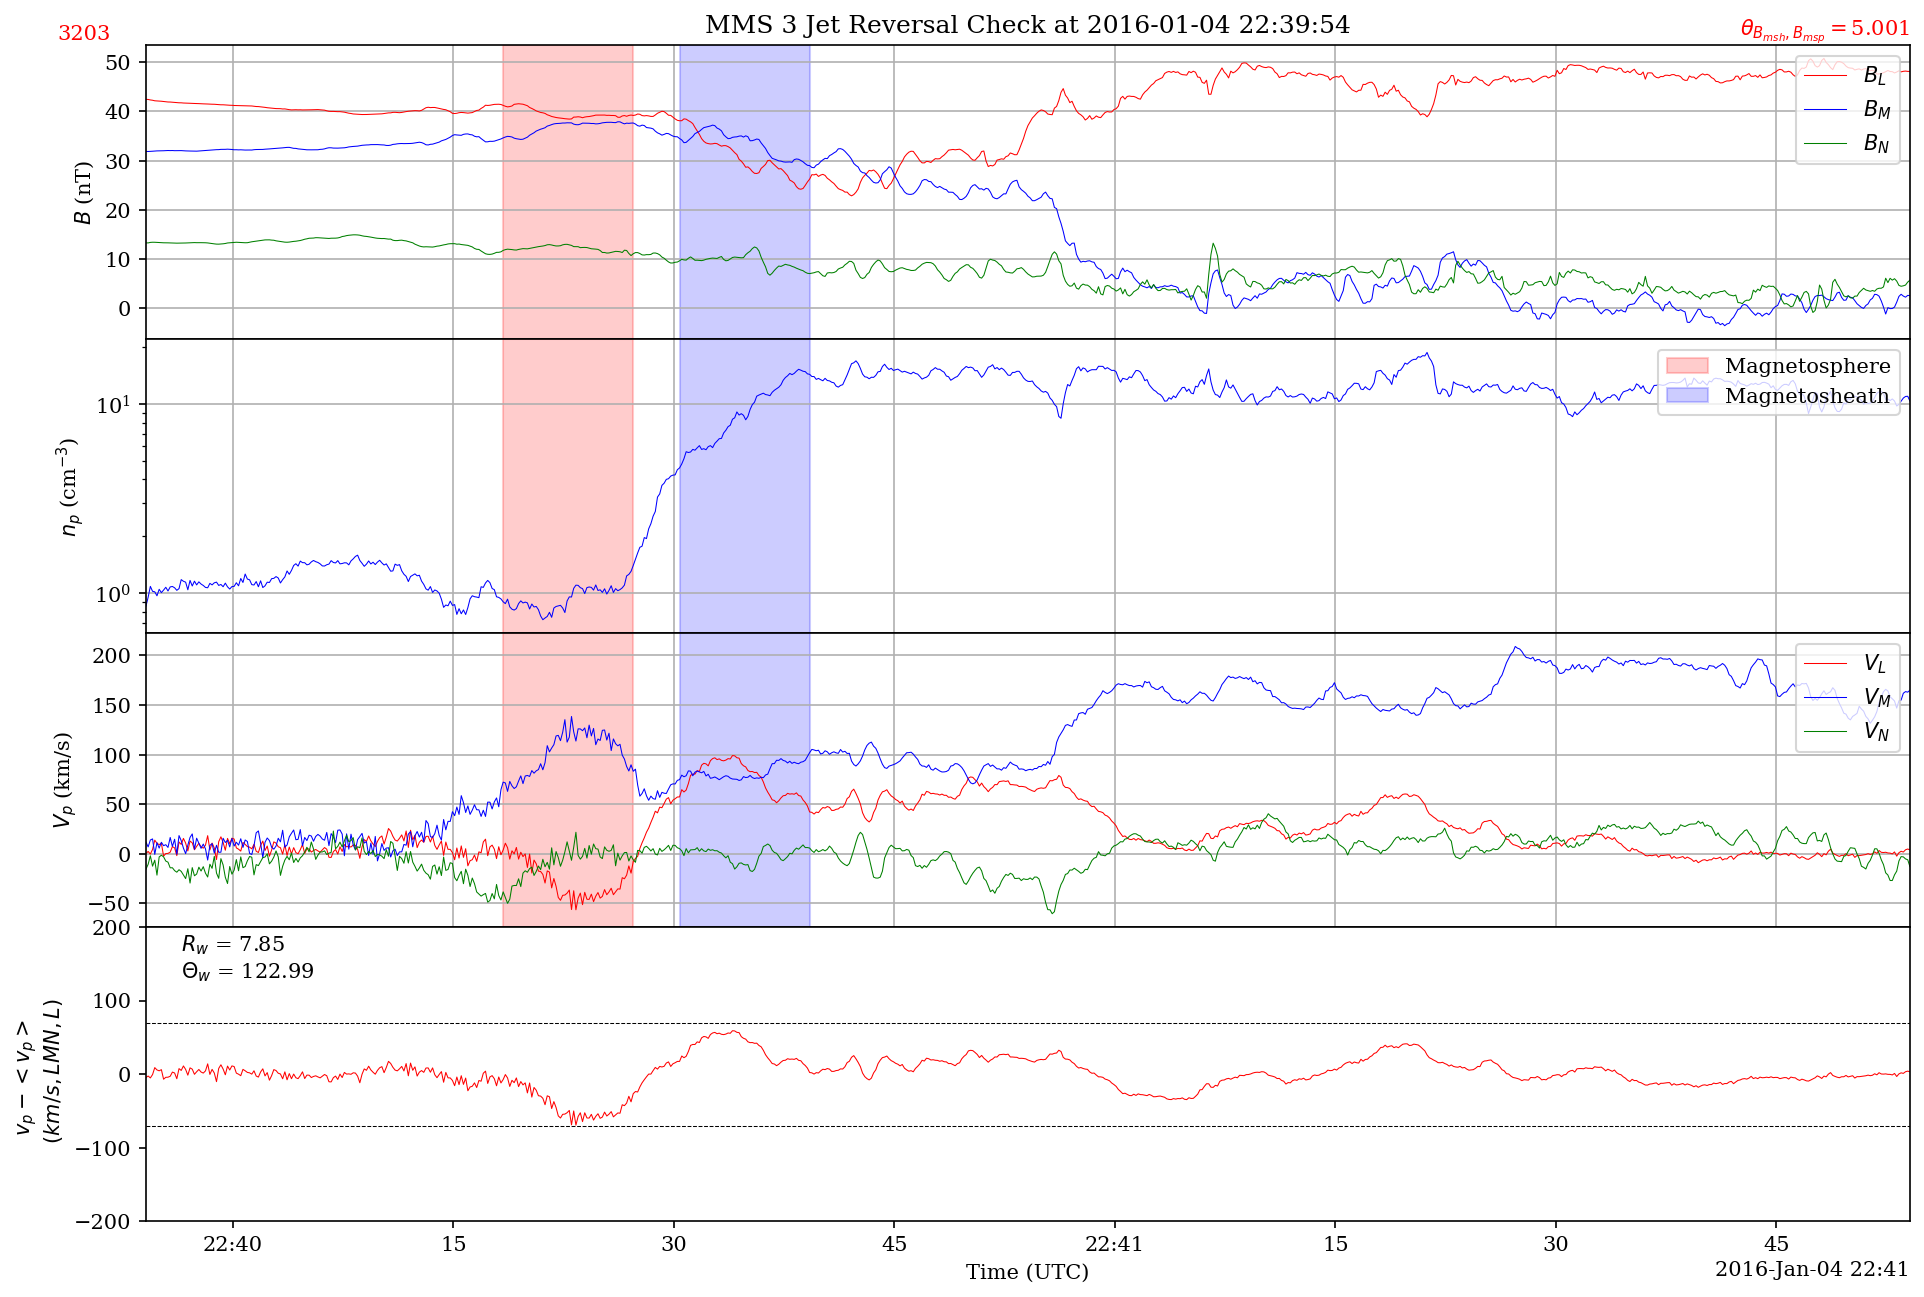 3203
MMS 3 Jet Reversal Check at 2016-01-04 22:39:54
θ_{B_{msh}, B_{msp}} = 5.001
50
40
30
20
10
0
B (nT)
B_L
B_M
B_N
10^1
10^0
n_p (cm^{-3})
Magnetosphere
Magnetosheath
200
150
100
50
0
−50
V_p (km/s)
V_L
V_M
V_N
200
100
0
−100
−200
v_p − < v_p >
(km/s, LMN, L)
R_w = 7.85
Θ_w = 122.99
22:40 15 30 45 22:41 15 30 45
Time (UTC)
2016-Jan-04 22:41